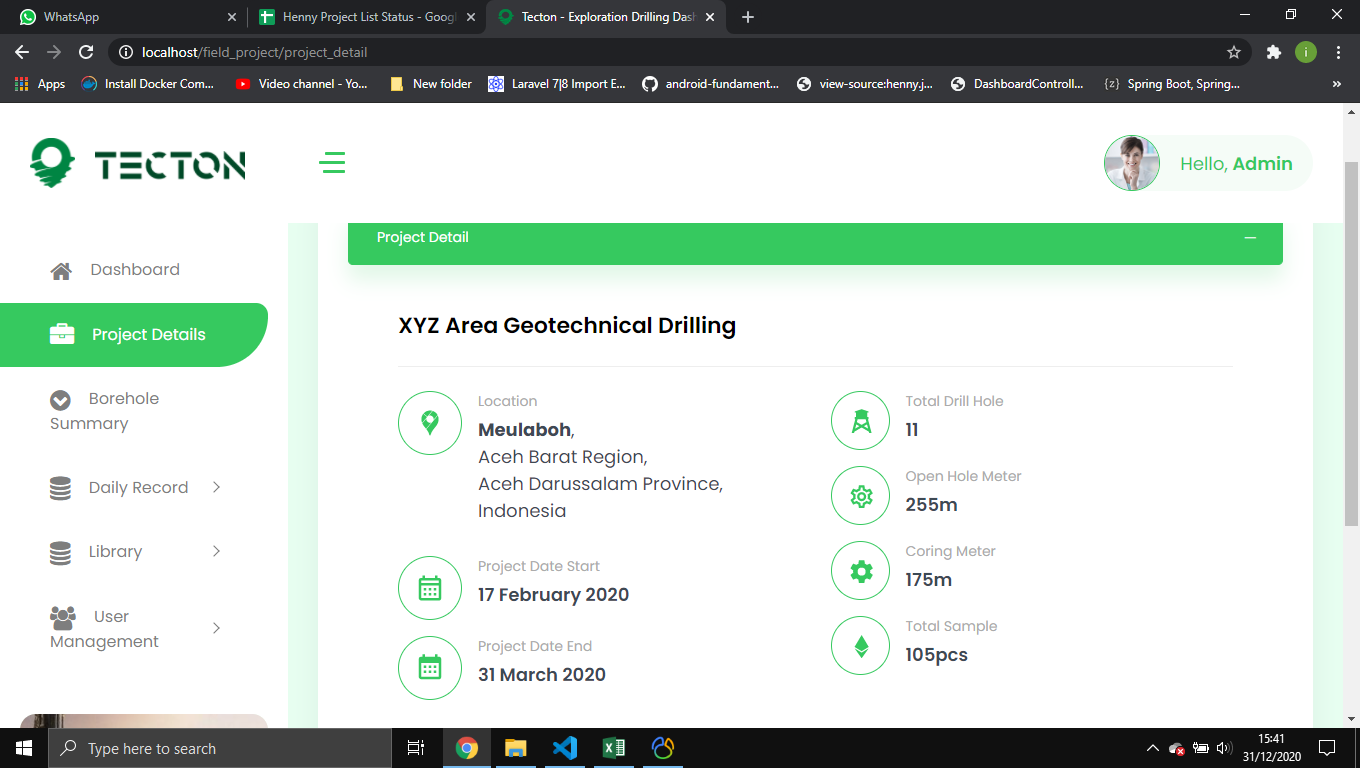 WhatsApp
Henny Project List Status - Googl
Tecton - Exploration Drilling Dash
localhost/field_project/project_detail
i
Apps
Install Docker Com...
Video channel - Yo...
New folder
Laravel 7|8 Import E...
android-fundament...
view-source:henny.j...
DashboardControll...
{z} Spring Boot, Spring...
»
TECTON
Hello, Admin
Dashboard
Project Details
Borehole
Summary
Daily Record
Library
User
Management
Project Detail
XYZ Area Geotechnical Drilling
Location
Meulaboh,
Aceh Barat Region,
Aceh Darussalam Province,
Indonesia
Project Date Start
17 February 2020
Project Date End
31 March 2020
Total Drill Hole
11
Open Hole Meter
255m
Coring Meter
175m
Total Sample
105pcs
Type here to search
15:41
31/12/2020